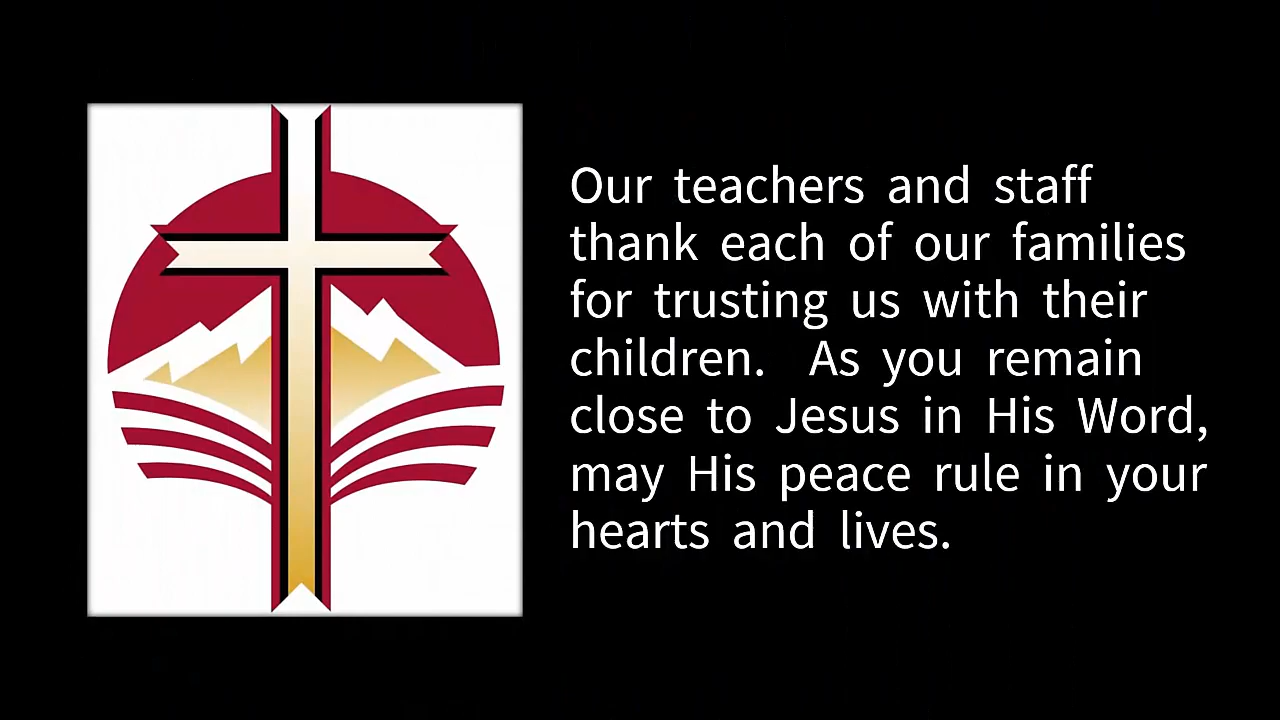 Our teachers and staff
thank each of our families
for trusting us with their
children.  As you remain
close to Jesus in His Word,
may His peace rule in your
hearts and lives.